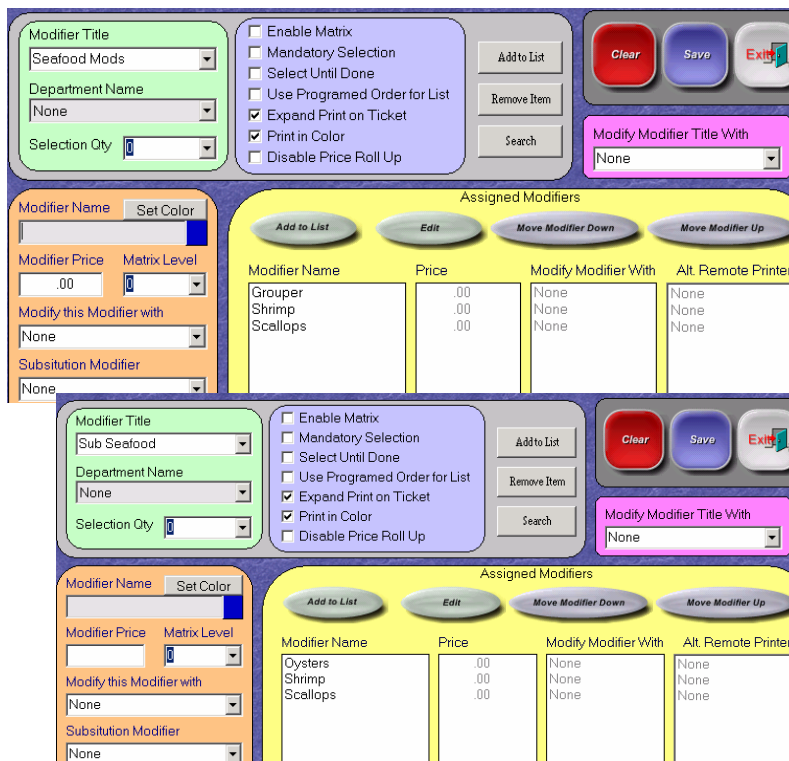 Modifier Title
Seafood Mods
Department Name
None
Selection Qty 0
Enable Matrix
Mandatory Selection
Select Until Done
Use Programed Order for List
Expand Print on Ticket
Print in Color
Disable Price Roll Up
Add to List
Remove Item
Search
Clear Save Exit
Modify Modifier Title With
None
Modifier Name Set Color
Modifier Price Matrix Level
.00 0
Modify this Modifier with
None
Subsitution Modifier
None
Assigned Modifiers
Add to List Edit Move Modifier Down Move Modifier Up
Modifier Name Price Modify Modifier With Alt. Remote Printer
Grouper .00 None None
Shrimp .00 None None
Scallops .00 None None
Modifier Title
Sub Seafood
Department Name
None
Selection Qty 0
Enable Matrix
Mandatory Selection
Select Until Done
Use Programed Order for List
Expand Print on Ticket
Print in Color
Disable Price Roll Up
Add to List
Remove Item
Search
Clear Save Exit
Modify Modifier Title With
None
Modifier Name Set Color
Modifier Price Matrix Level
0
Modify this Modifier with
None
Subsitution Modifier
None
Assigned Modifiers
Add to List Edit Move Modifier Down Move Modifier Up
Modifier Name Price Modify Modifier With Alt. Remote Printer
Oysters .00 None None
Shrimp .00 None None
Scallops .00 None None